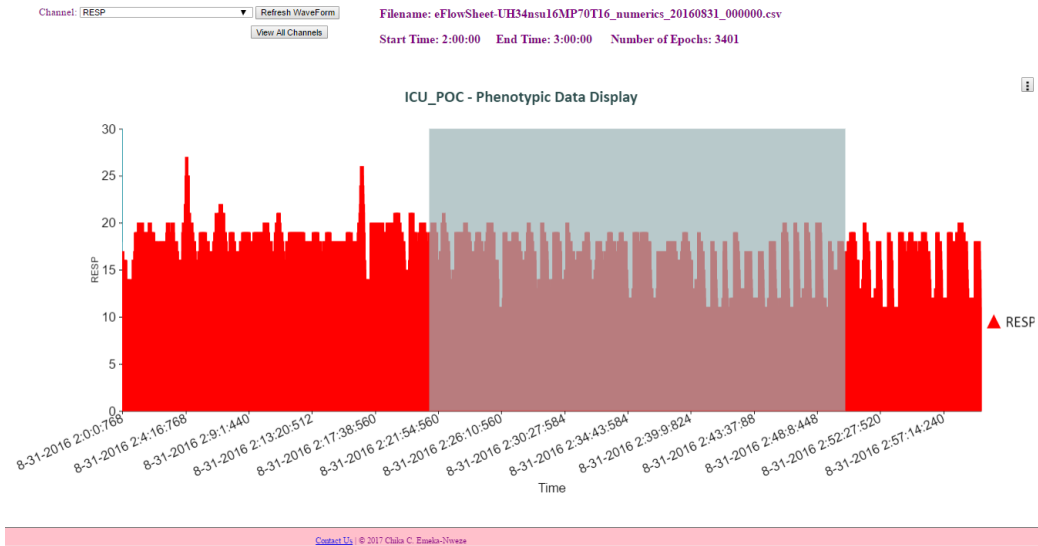 Channel: RESP Refresh WaveForm
View All Channels
Filename: eFlowSheet-UH34nsu16MP70T16_numerics_20160831_000000.csv
Start Time: 2:00:00 End Time: 3:00:00 Number of Epochs: 3401
ICU_POC - Phenotypic Data Display
30
25
20
15
10
5
0
RESP
8-31-2016 2:0:0:768
8-31-2016 2:4:16:768
8-31-2016 2:9:1:440
8-31-2016 2:13:20:512
8-31-2016 2:17:38:560
8-31-2016 2:21:54:560
8-31-2016 2:26:10:560
8-31-2016 2:30:27:584
8-31-2016 2:34:43:584
8-31-2016 2:39:9:824
8-31-2016 2:43:37:88
8-31-2016 2:48:8:448
8-31-2016 2:52:27:520
8-31-2016 2:57:14:240
Time
RESP
Contact Us | © 2017 Chika C. Emeka-Nweze